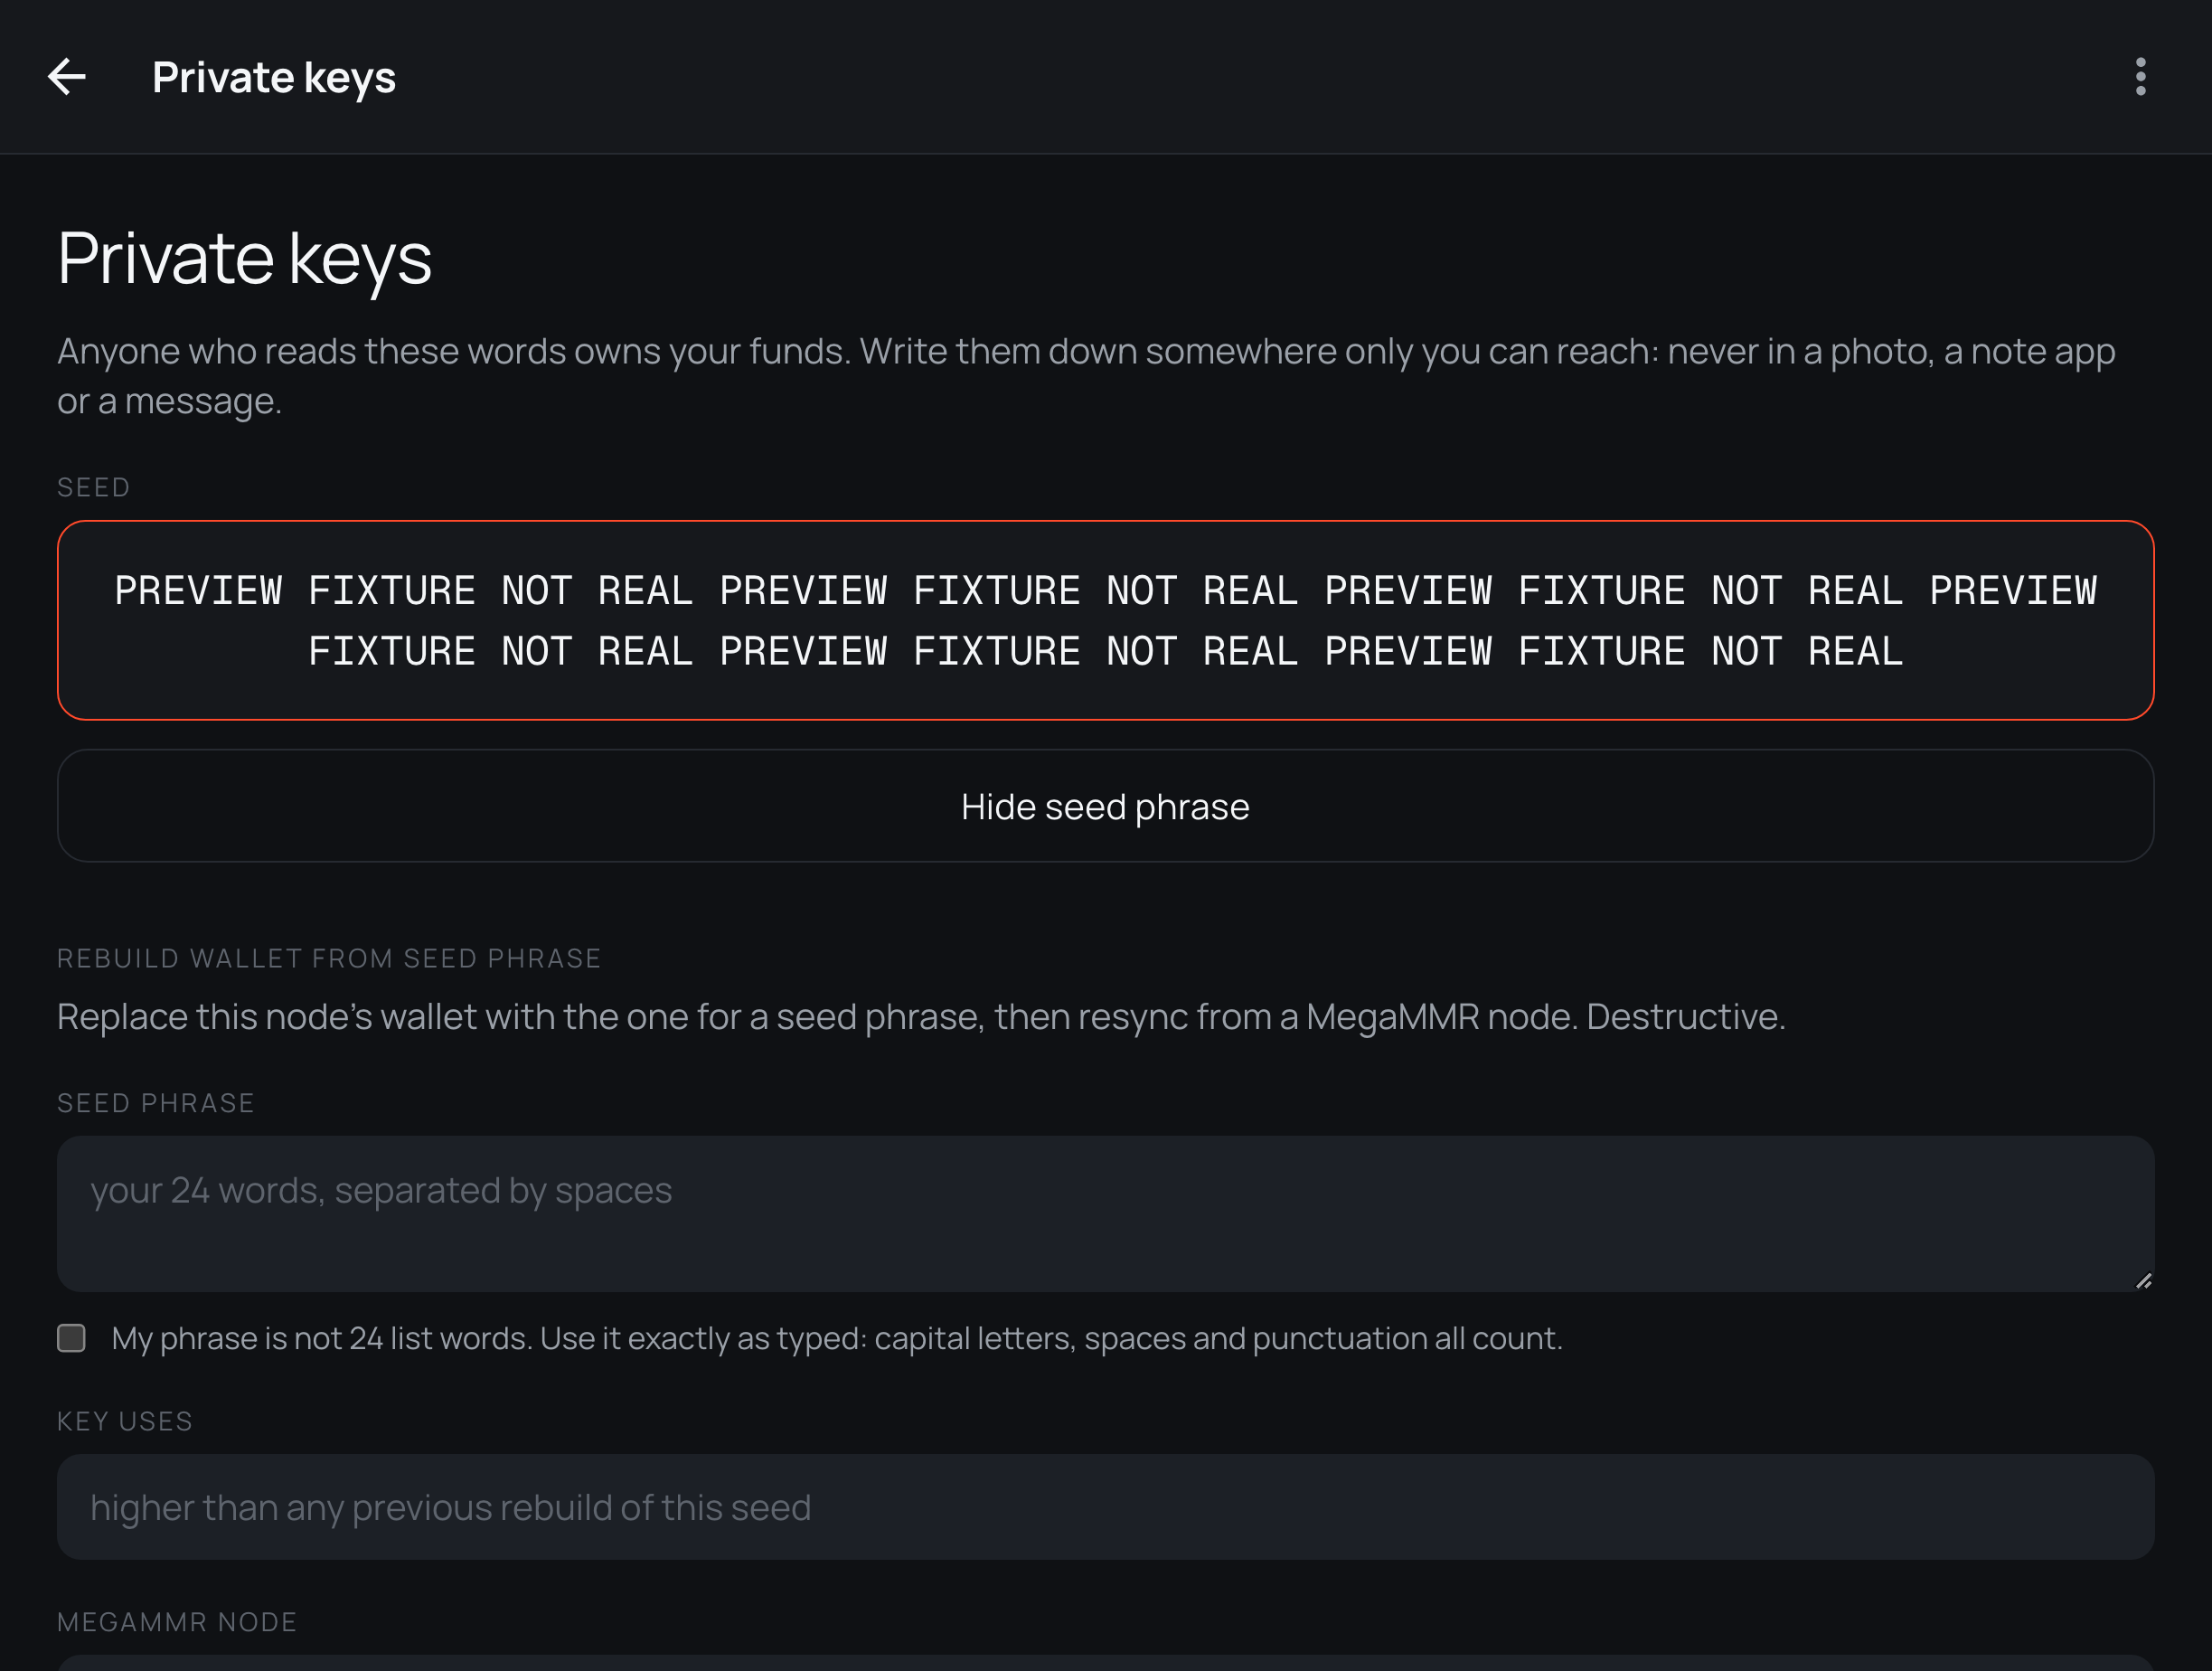 Private keys
Private keys
Anyone who reads these words owns your funds. Write them down somewhere only you can reach: never in a photo, a note app
or a message.
SEED
PREVIEW FIXTURE NOT REAL PREVIEW FIXTURE NOT REAL PREVIEW FIXTURE NOT REAL PREVIEW
FIXTURE NOT REAL PREVIEW FIXTURE NOT REAL PREVIEW FIXTURE NOT REAL
Hide seed phrase
REBUILD WALLET FROM SEED PHRASE
Replace this node’s wallet with the one for a seed phrase, then resync from a MegaMMR node. Destructive.
SEED PHRASE
your 24 words, separated by spaces
My phrase is not 24 list words. Use it exactly as typed: capital letters, spaces and punctuation all count.
KEY USES
higher than any previous rebuild of this seed
MEGAMMR NODE